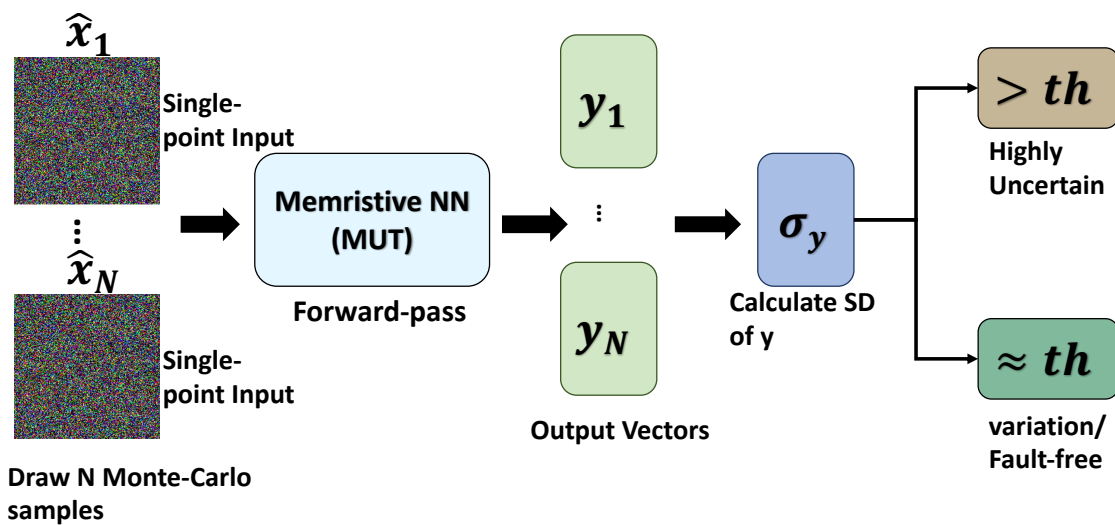 x̂₁
Single-
point Input
⋮
x̂_N
Single-
point Input
Draw N Monte-Carlo
samples
Memristive NN
(MUT)
Forward-pass
y₁
⋮
y_N
Output Vectors
σ_y
Calculate SD
of y
> th
Highly
Uncertain
≈ th
variation/
Fault-free